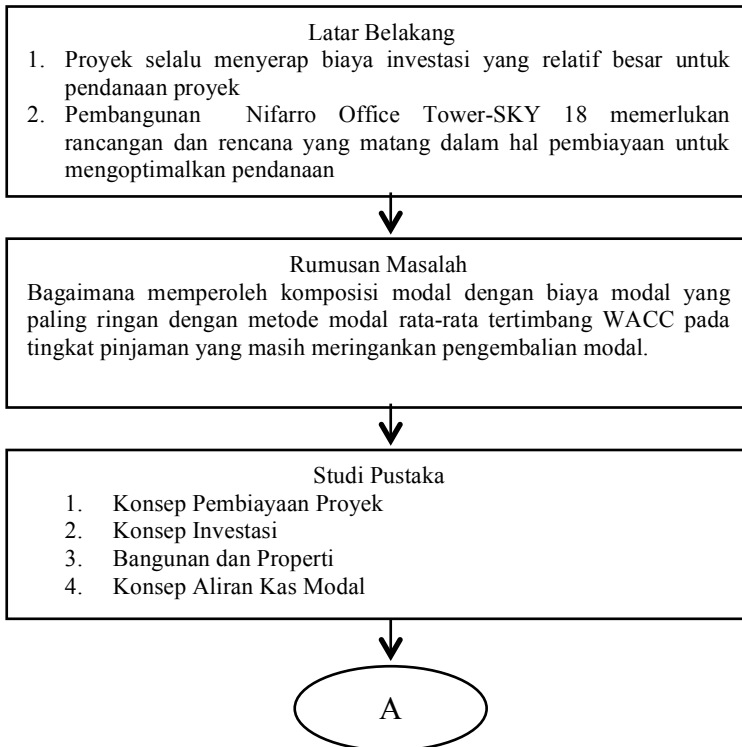 Latar Belakang
1. Proyek selalu menyerap biaya investasi yang relatif besar untuk
pendanaan proyek
2. Pembangunan Nifarro Office Tower-SKY 18 memerlukan
rancangan dan rencana yang matang dalam hal pembiayaan untuk
mengoptimalkan pendanaan
Rumusan Masalah
Bagaimana memperoleh komposisi modal dengan biaya modal yang
paling ringan dengan metode modal rata-rata tertimbang WACC pada
tingkat pinjaman yang masih meringankan pengembalian modal.
Studi Pustaka
1. Konsep Pembiayaan Proyek
2. Konsep Investasi
3. Bangunan dan Properti
4. Konsep Aliran Kas Modal
A